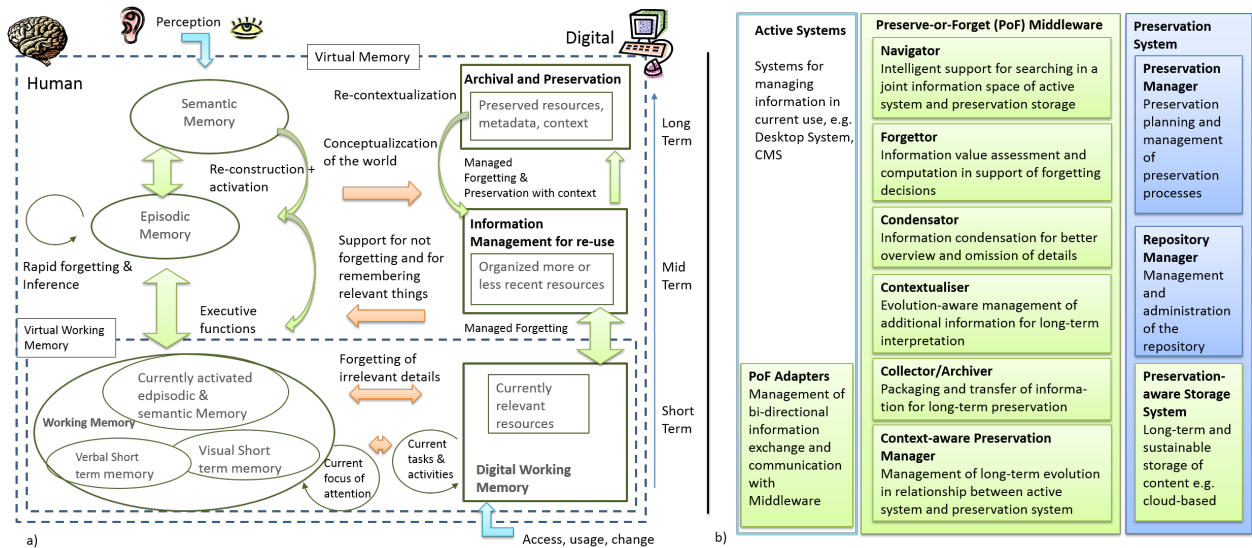 Perception
Digital
Virtual Memory
Human
Semantic
Memory
Re-construction +
activation
Episodic
Memory
Rapid forgetting &
Inference
Executive
functions
Virtual Working
Memory
Currently activated
edpisodic &
semantic Memory
Working Memory
Verbal Short
term memory
Visual Short
term memory
Current
focus of
attention
Re-contextualization
Conceptualization
of the world
Support for not
forgetting and for
remembering
relevant things
Forgetting of
irrelevant details
Current
tasks &
activities
Archival and Preservation
Preserved resources,
metadata, context
Managed
Forgetting &
Preservation with context
Information
Management for re-use
Organized more or
less recent resources
Managed Forgetting
Currently
relevant
resources
Digital Working
Memory
Access, usage, change
Long
Term
Mid
Term
Short
Term
a)
b)
Active Systems
Systems for
managing
information in
current use, e.g.
Desktop System,
CMS
PoF Adapters
Management of
bi-directional
information
exchange and
communication
with
Middleware
Preserve-or-Forget (PoF) Middleware
Navigator
Intelligent support for searching in a
joint information space of active
system and preservation storage
Forgettor
Information value assessment and
computation in support of forgetting
decisions
Condensator
Information condensation for better
overview and omission of details
Contextualiser
Evolution-aware management of
additional information for long-term
interpretation
Collector/Archiver
Packaging and transfer of informa-
tion for long-term preservation
Context-aware Preservation
Manager
Management of long-term evolution
in relationship between active
system and preservation system
Preservation
System
Preservation
Manager
Preservation
planning and
management
of
preservation
processes
Repository
Manager
Management
and
administration
of the
repository
Preservation-
aware Storage
System
Long-term and
sustainable
storage of
content e.g.
cloud-based